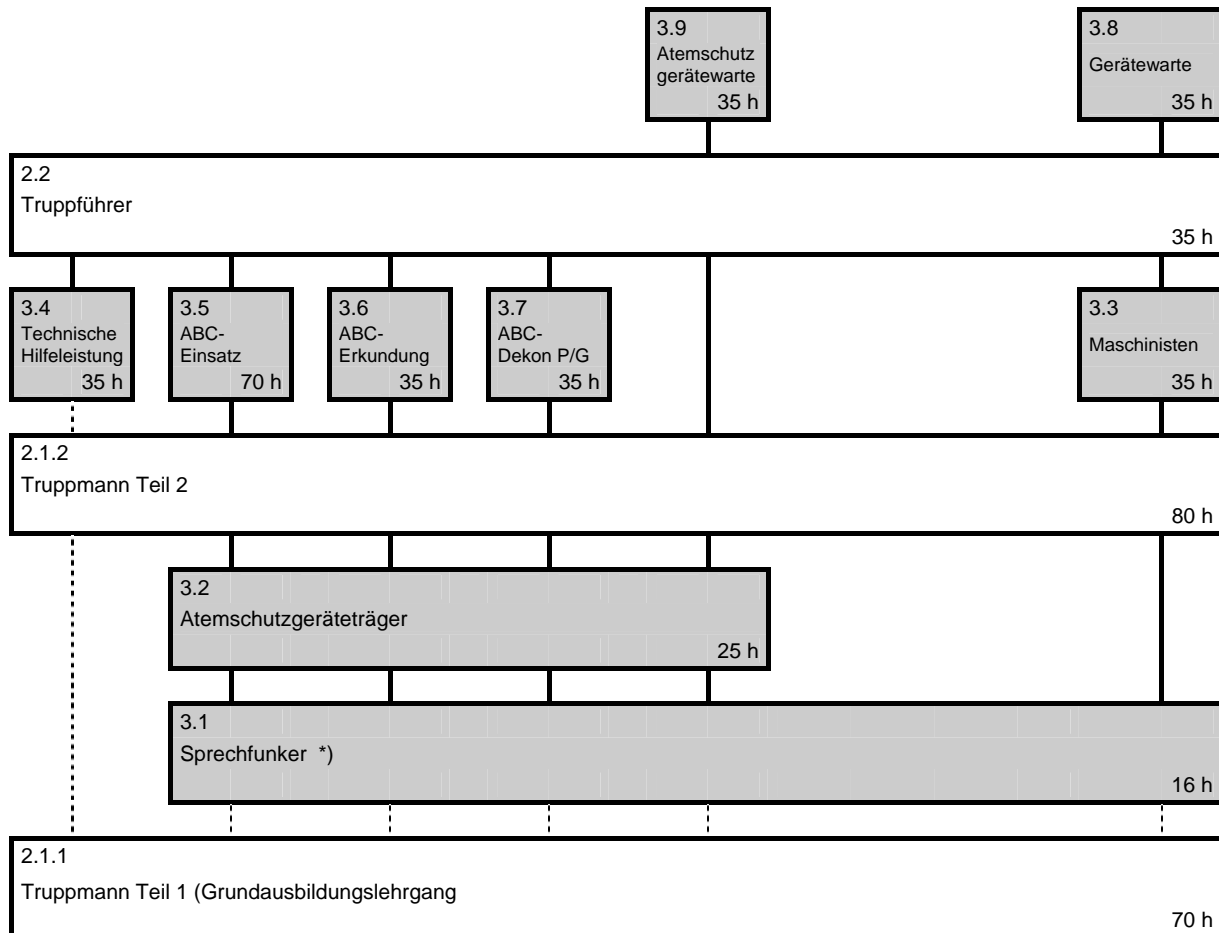 3.9
Atemschutz
gerätewarte
35 h
3.8
Gerätewarte
35 h
2.2
Truppführer
35 h
3.4
Technische
Hilfeleistung
35 h
3.5
ABC-
Einsatz
70 h
3.6
ABC-
Erkundung
35 h
3.7
ABC-
Dekon P/G
35 h
3.3
Maschinisten
35 h
2.1.2
Truppmann Teil 2
80 h
3.2
Atemschutzgeräteträger
25 h
3.1
Sprechfunker *)
16 h
2.1.1
Truppmann Teil 1 (Grundausbildungslehrgang
70 h